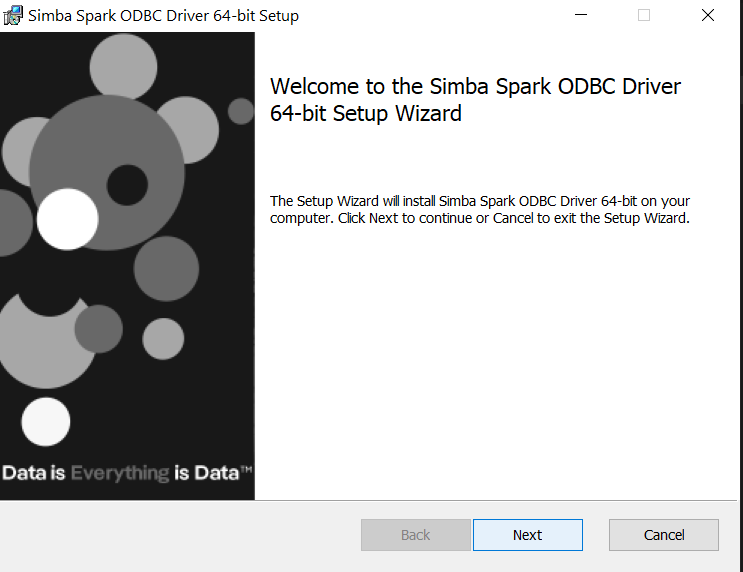 Simba Spark ODBC Driver 64-bit Setup
Welcome to the Simba Spark ODBC Driver
64-bit Setup Wizard
The Setup Wizard will install Simba Spark ODBC Driver 64-bit on your
computer. Click Next to continue or Cancel to exit the Setup Wizard.
Data is Everything is Data™
Back
Next
Cancel